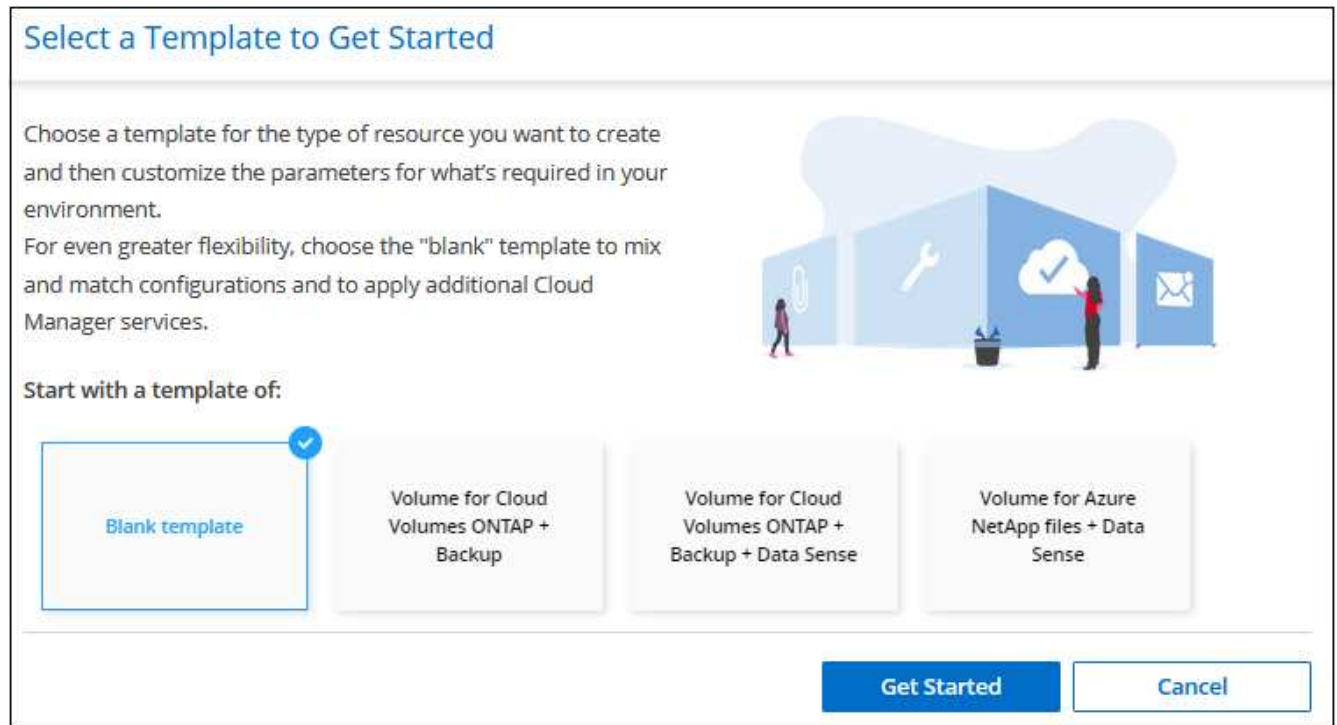 Select a Template to Get Started
Choose a template for the type of resource you want to create
and then customize the parameters for what's required in your
environment.
For even greater flexibility, choose the "blank" template to mix
and match configurations and to apply additional Cloud
Manager services.
Start with a template of:
Blank template
Volume for Cloud
Volumes ONTAP +
Backup
Volume for Cloud
Volumes ONTAP +
Backup + Data Sense
Volume for Azure
NetApp files + Data
Sense
Get Started
Cancel